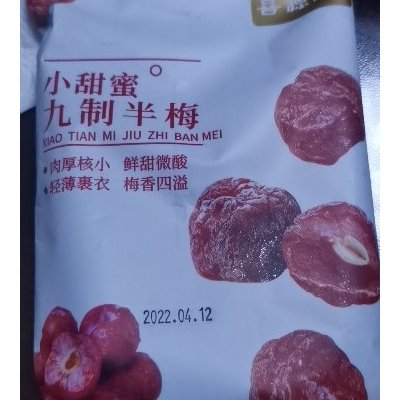 小甜蜜
九制半梅
XIAO TIAN MI JIU ZHI BAN MEI
肉厚核小 鲜甜微酸
轻薄裹衣 梅香四溢
2022.04.12